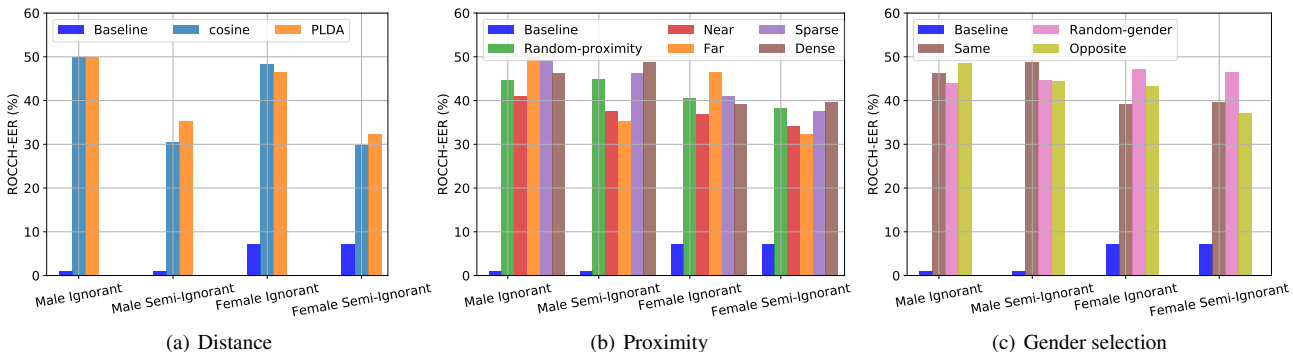 ROCCH-EER (%)
60
50
40
30
20
10
0
Baseline cosine PLDA
Male Ignorant
Male Semi-Ignorant
Female Ignorant
Female Semi-Ignorant
(a) Distance
ROCCH-EER (%)
60
50
40
30
20
10
0
Baseline Near Sparse
Random-proximity Far Dense
Male Ignorant
Male Semi-Ignorant
Female Ignorant
Female Semi-Ignorant
(b) Proximity
ROCCH-EER (%)
60
50
40
30
20
10
0
Baseline Random-gender
Same Opposite
Male Ignorant
Male Semi-Ignorant
Female Ignorant
Female Semi-Ignorant
(c) Gender selection